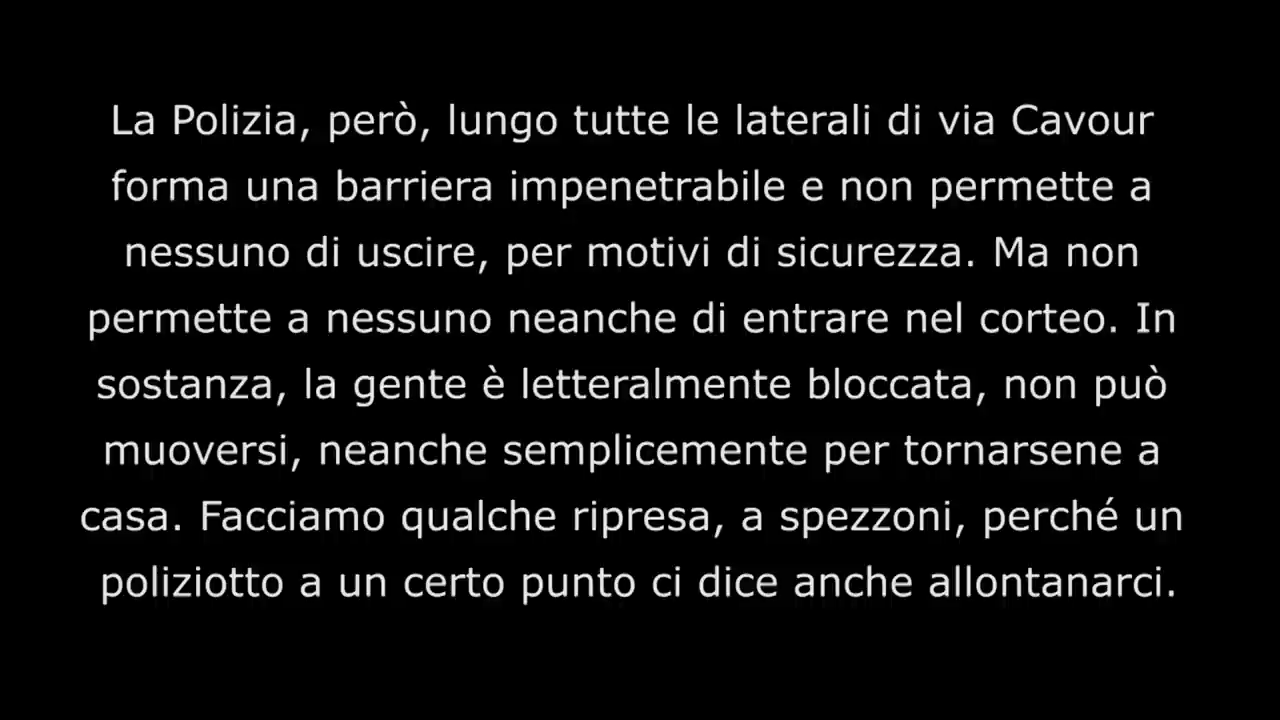 La Polizia, però, lungo tutte le laterali di via Cavour
forma una barriera impenetrabile e non permette a
nessuno di uscire, per motivi di sicurezza. Ma non
permette a nessuno neanche di entrare nel corteo. In
sostanza, la gente è letteralmente bloccata, non può
muoversi, neanche semplicemente per tornarsene a
casa. Facciamo qualche ripresa, a spezzoni, perché un
poliziotto a un certo punto ci dice anche allontanarci.